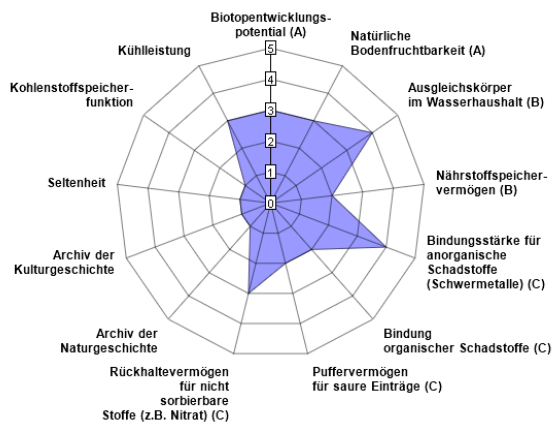 Biotopentwicklungs-
potential (A)
Natürliche
Bodenfruchtbarkeit (A)
Ausgleichskörper
im Wasserhaushalt (B)
Nährstoffspeicher-
vermögen (B)
Bindungsstärke für
anorganische
Schadstoffe
(Schwermetalle) (C)
Bindung
organischer Schadstoffe (C)
Puffervermögen
für saure Einträge (C)
Rückhaltevermögen
für nicht
sorbierbare
Stoffe (z.B. Nitrat) (C)
Archiv der
Naturgeschichte
Archiv der
Kulturgeschichte
Seltenheit
Kohlenstoffspeicher-
funktion
Kühlleistung
5
4
3
2
1
0